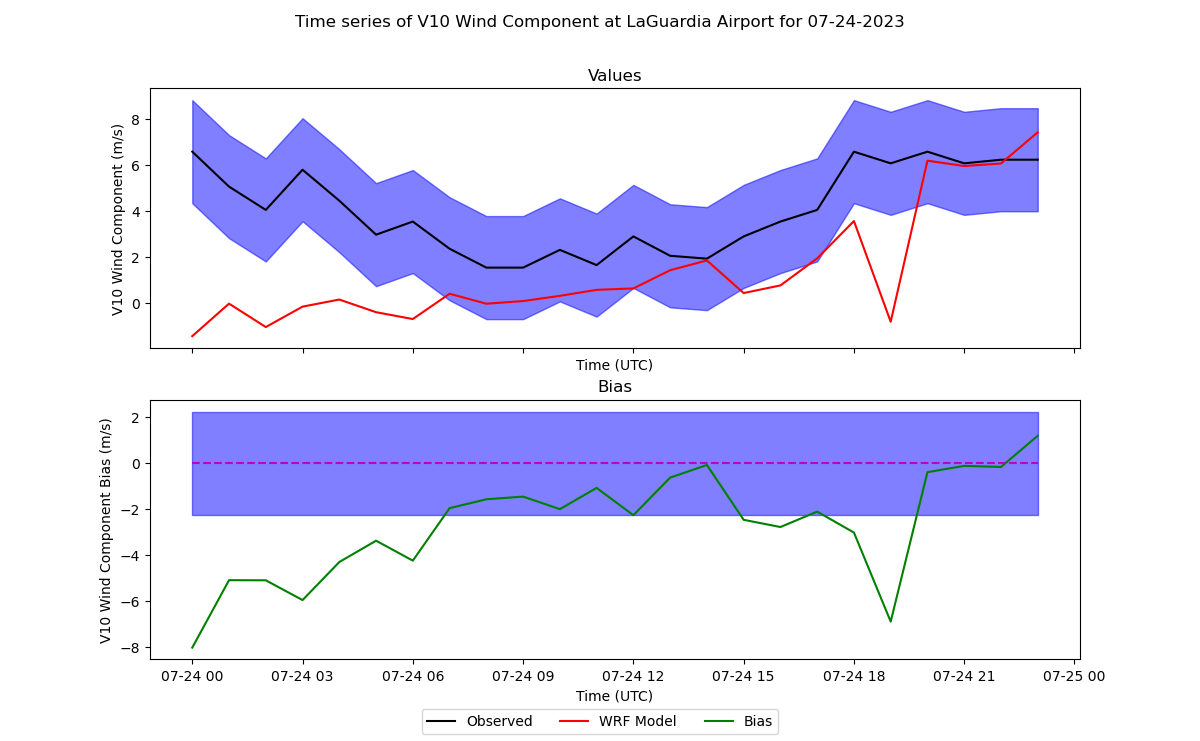 Time series of V10 Wind Component at LaGuardia Airport for 07-24-2023
Values
V10 Wind Component (m/s)
8
6
4
2
0
Time (UTC)
Bias
V10 Wind Component Bias (m/s)
2
0
−2
−4
−6
−8
07-24 00 07-24 03 07-24 06 07-24 09 07-24 12 07-24 15 07-24 18 07-24 21 07-25 00
Time (UTC)
Observed WRF Model Bias